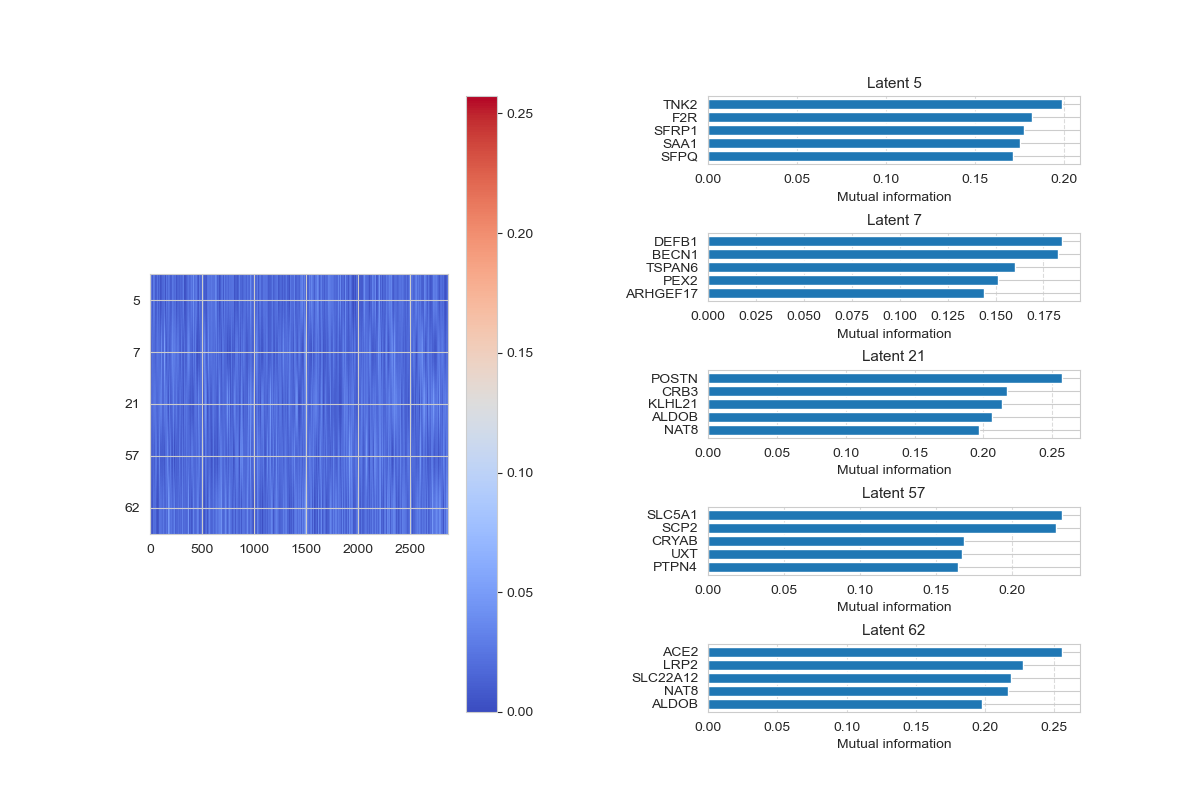 5
7
21
57
62
0 500 1000 1500 2000 2500
0.25
0.20
0.15
0.10
0.05
0.00
Latent 5
TNK2
F2R
SFRP1
SAA1
SFPQ
0.00 0.05 0.10 0.15 0.20
Mutual information
Latent 7
DEFB1
BECN1
TSPAN6
PEX2
ARHGEF17
0.000 0.025 0.050 0.075 0.100 0.125 0.150 0.175
Mutual information
Latent 21
POSTN
CRB3
KLHL21
ALDOB
NAT8
0.00 0.05 0.10 0.15 0.20 0.25
Mutual information
Latent 57
SLC5A1
SCP2
CRYAB
UXT
PTPN4
0.00 0.05 0.10 0.15 0.20
Mutual information
Latent 62
ACE2
LRP2
SLC22A12
NAT8
ALDOB
0.00 0.05 0.10 0.15 0.20 0.25
Mutual information